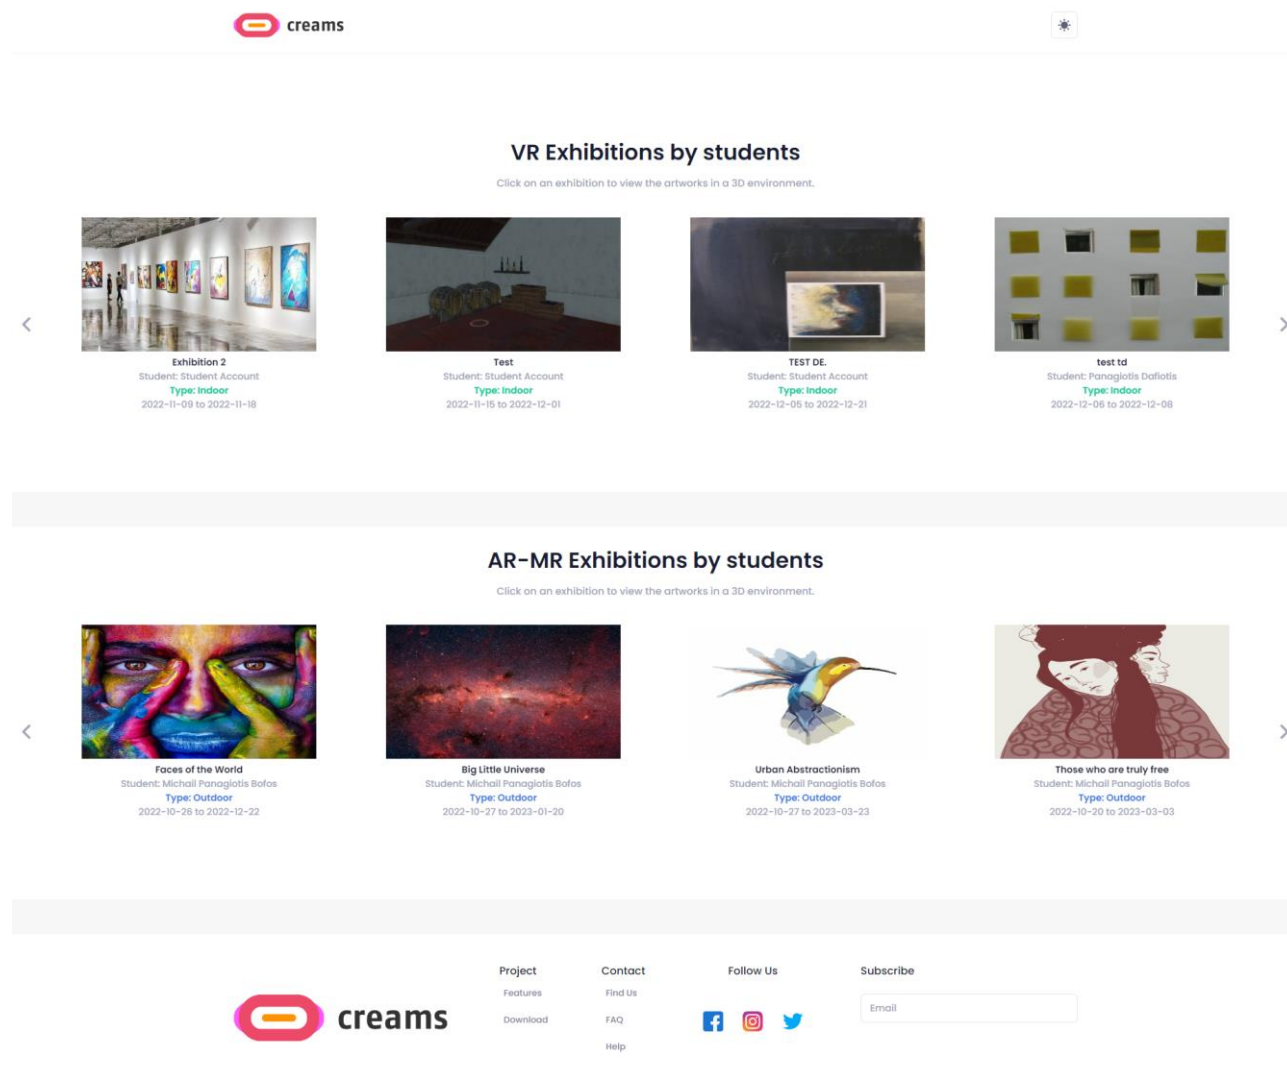 creams
VR Exhibitions by students
Click on an exhibition to view the artworks in a 3D environment.
Exhibition 2
Student: Student Account
Type: Indoor
2022-11-09 to 2022-11-18
Test
Student: Student Account
Type: Indoor
2022-11-15 to 2022-12-01
TEST DE.
Student: Student Account
Type: Indoor
2022-12-05 to 2022-12-21
test td
Student: Panagiotis Dafiotis
Type: Indoor
2022-12-06 to 2022-12-08
AR-MR Exhibitions by students
Click on an exhibition to view the artworks in a 3D environment.
Faces of the World
Student: Michail Panagiotis Bofos
Type: Outdoor
2022-10-26 to 2022-12-22
Big Little Universe
Student: Michail Panagiotis Bofos
Type: Outdoor
2022-10-27 to 2023-01-20
Urban Abstractionism
Student: Michail Panagiotis Bofos
Type: Outdoor
2022-10-27 to 2023-03-23
Those who are truly free
Student: Michail Panagiotis Bofos
Type: Outdoor
2022-10-20 to 2023-03-03
creams
Project
Features
Download
Contact
Find Us
FAQ
Help
Follow Us
Subscribe
Email